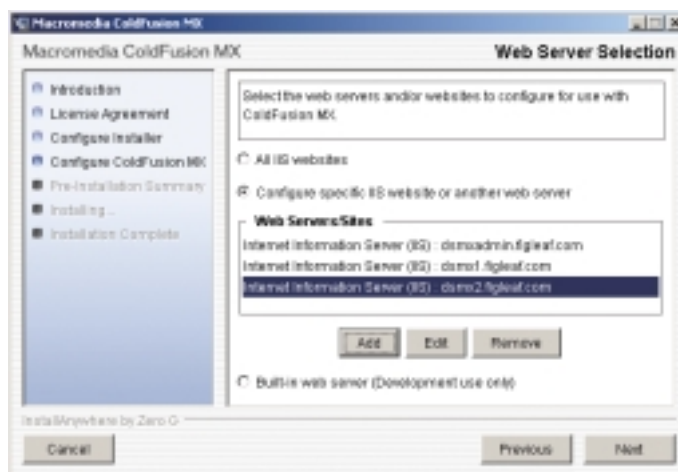 Macromedia ColdFusion MX
Macromedia ColdFusion MX
Web Server Selection
Introduction
License Agreement
Configure Installer
Configure ColdFusion MX
Pre-Installation Summary
Installing...
Installation Complete
Select the web servers and/or websites to configure for use with
ColdFusion MX.
All IIS websites
Configure specific IIS website or another web server
Web Servers/Sites
Internet Information Server (IIS) : dsmxadmin.figleaf.com
Internet Information Server (IIS) : dsmx1.figleaf.com
Internet Information Server (IIS) : dsmx2.figleaf.com
Add Edit Remove
Built-in web server (Development use only)
InstallAnywhere by Zero G
Cancel Previous Next